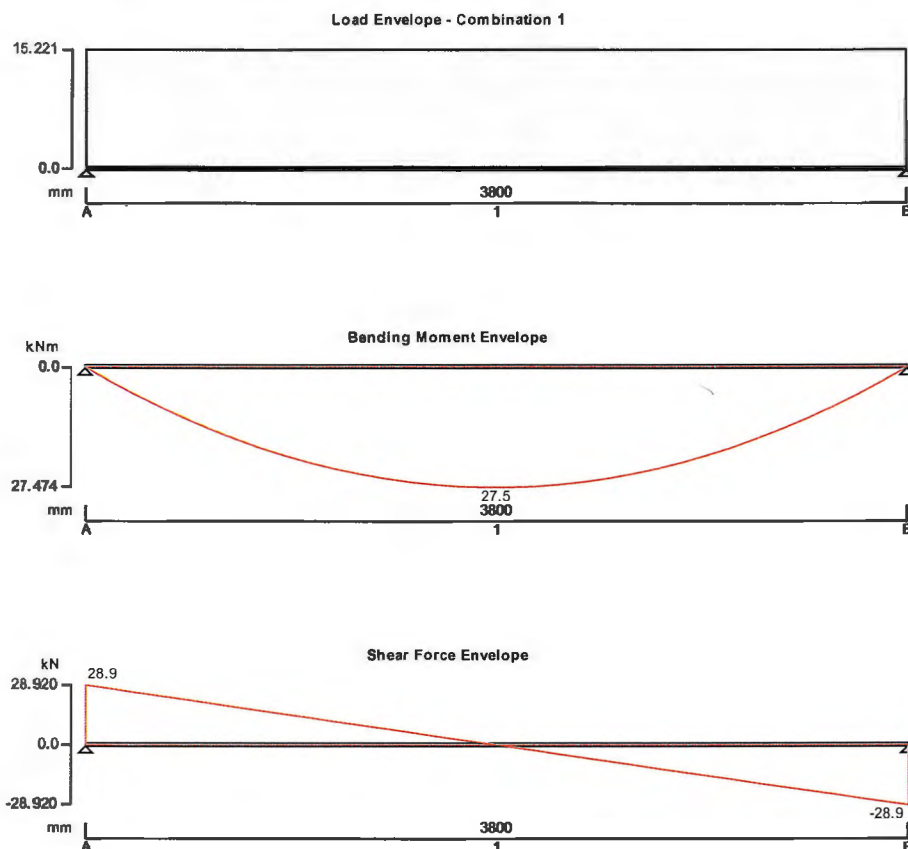 Load Envelope - Combination 1
15.221
0.0
mm
3800
A
1
B
Bending Moment Envelope
kNm
0.0
27.474
27.5
mm
3800
A
1
B
Shear Force Envelope
kN
28.9
28.920
0.0
-28.920
-28.9
mm
3800
A
1
B